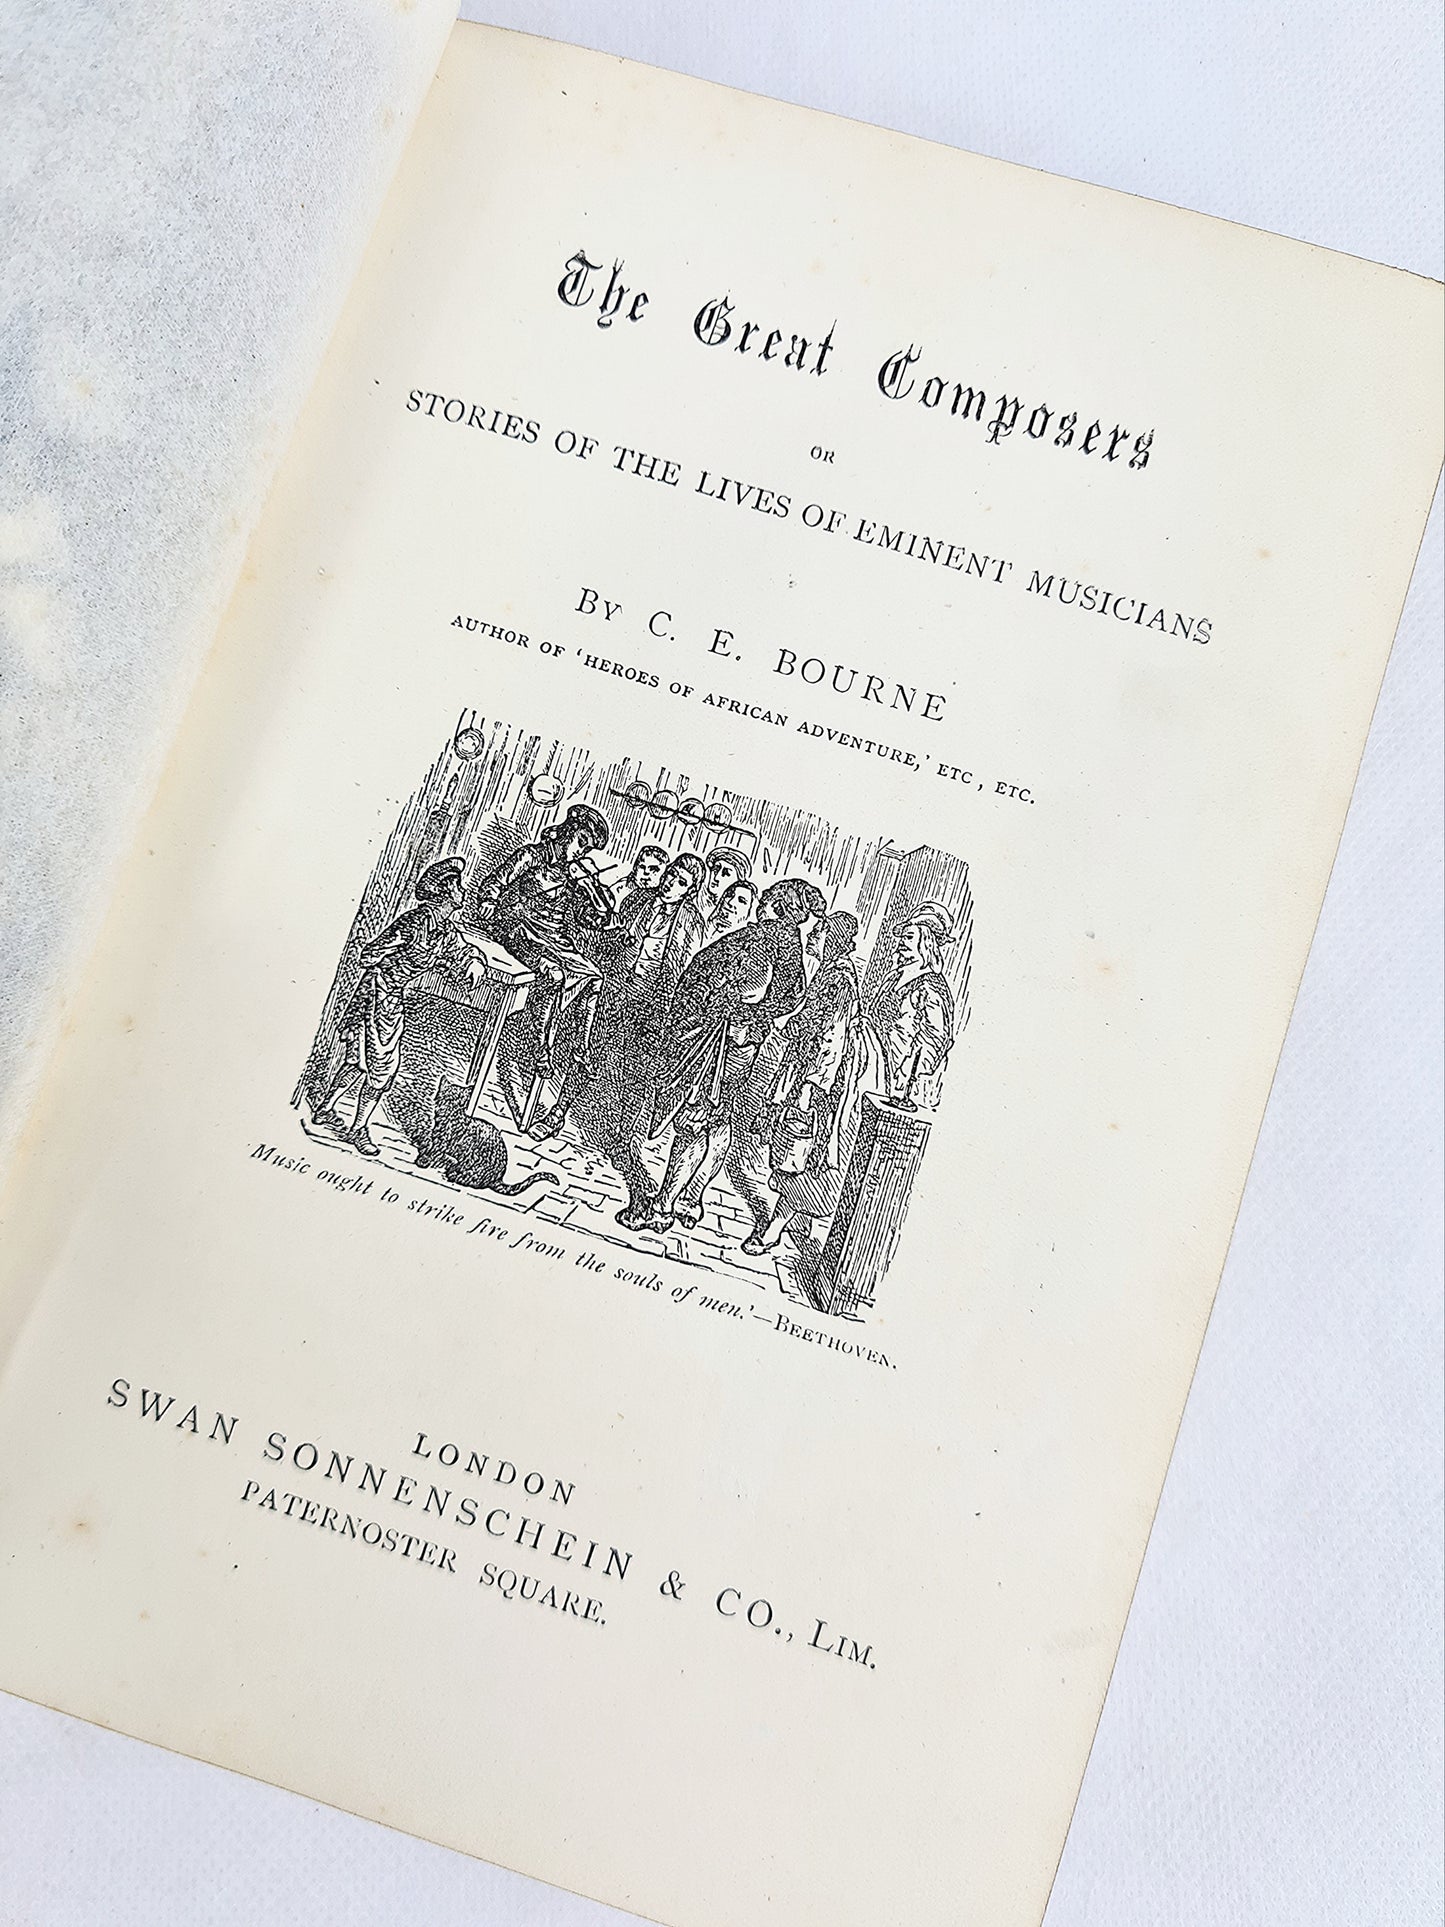 The Great Composers
OR
STORIES OF THE LIVES OF EMINENT MUSICIANS
By C. E. BOURNE
AUTHOR OF 'HEROES OF AFRICAN ADVENTURE,' ETC, ETC.
Music ought to strike fire from the souls of men.'—BEETHOVEN.
LONDON
SWAN SONNENSCHEIN & CO., LIM.
PATERNOSTER SQUARE.